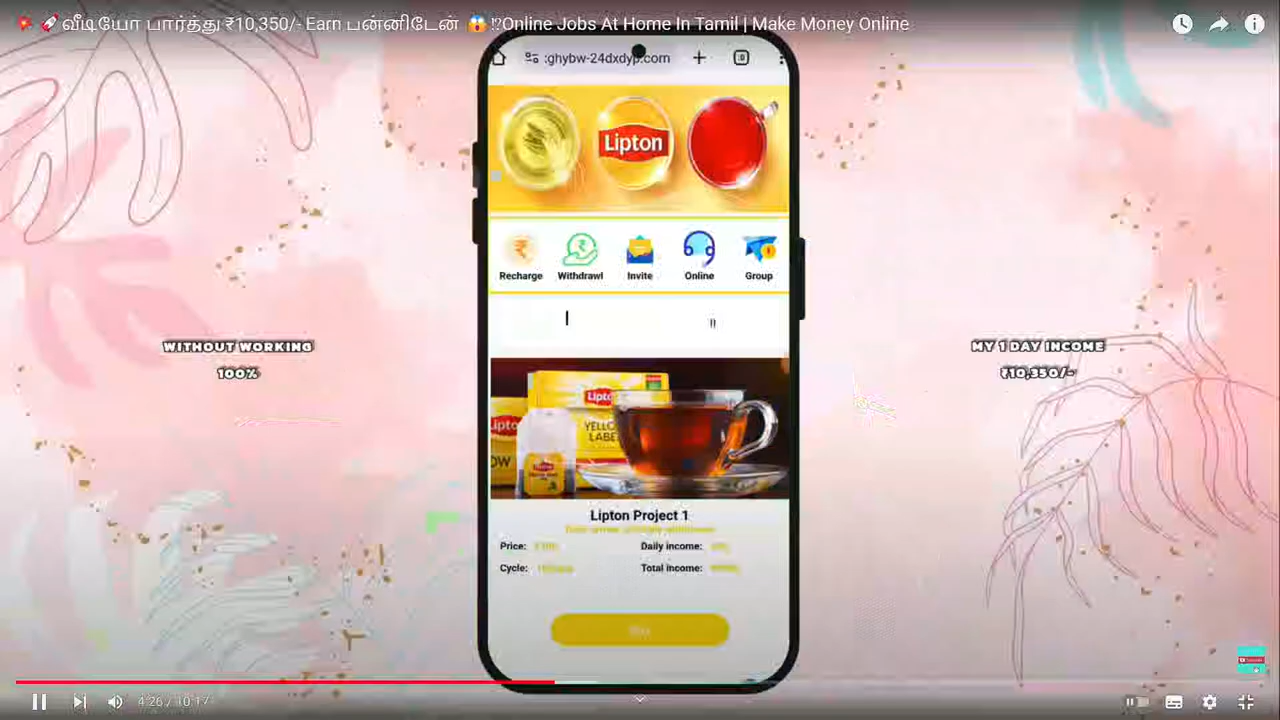 வீடியோ பார்த்து ₹10,350/- Earn பன்னிடேன் 😱⁉Online Jobs At Home In Tamil | Make Money Online
:ghybw-24dxdyp.com
Lipton
Recharge Withdrawl Invite Online Group
WITHOUT WORKING
100%
MY 1 DAY INCOME
₹10,350/-
Lipton
YELLOW
LABEL
Lipton Project 1
Price: Daily income:
Cycle: Total income:
4:26 / 10:17